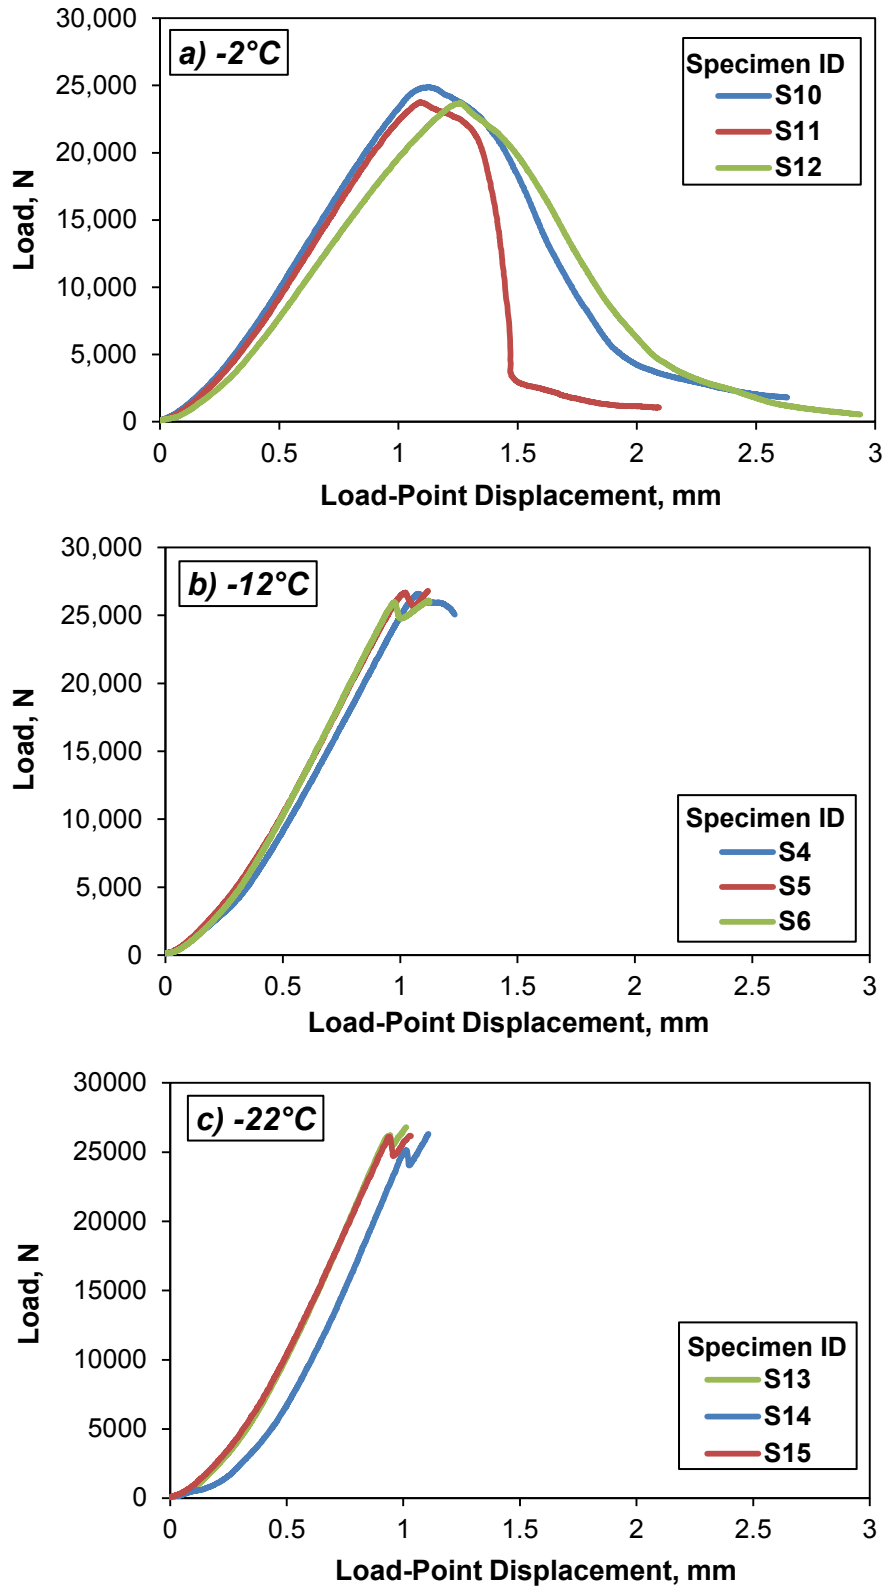 a) -2°C
30,000
25,000
20,000
15,000
10,000
5,000
0
Load, N
Specimen ID
S10
S11
S12
0 0.5 1 1.5 2 2.5 3
Load-Point Displacement, mm
b) -12°C
30,000
25,000
20,000
15,000
10,000
5,000
0
Load, N
Specimen ID
S4
S5
S6
0 0.5 1 1.5 2 2.5 3
Load-Point Displacement, mm
c) -22°C
30000
25000
20000
15000
10000
5000
0
Load, N
Specimen ID
S13
S14
S15
0 0.5 1 1.5 2 2.5 3
Load-Point Displacement, mm